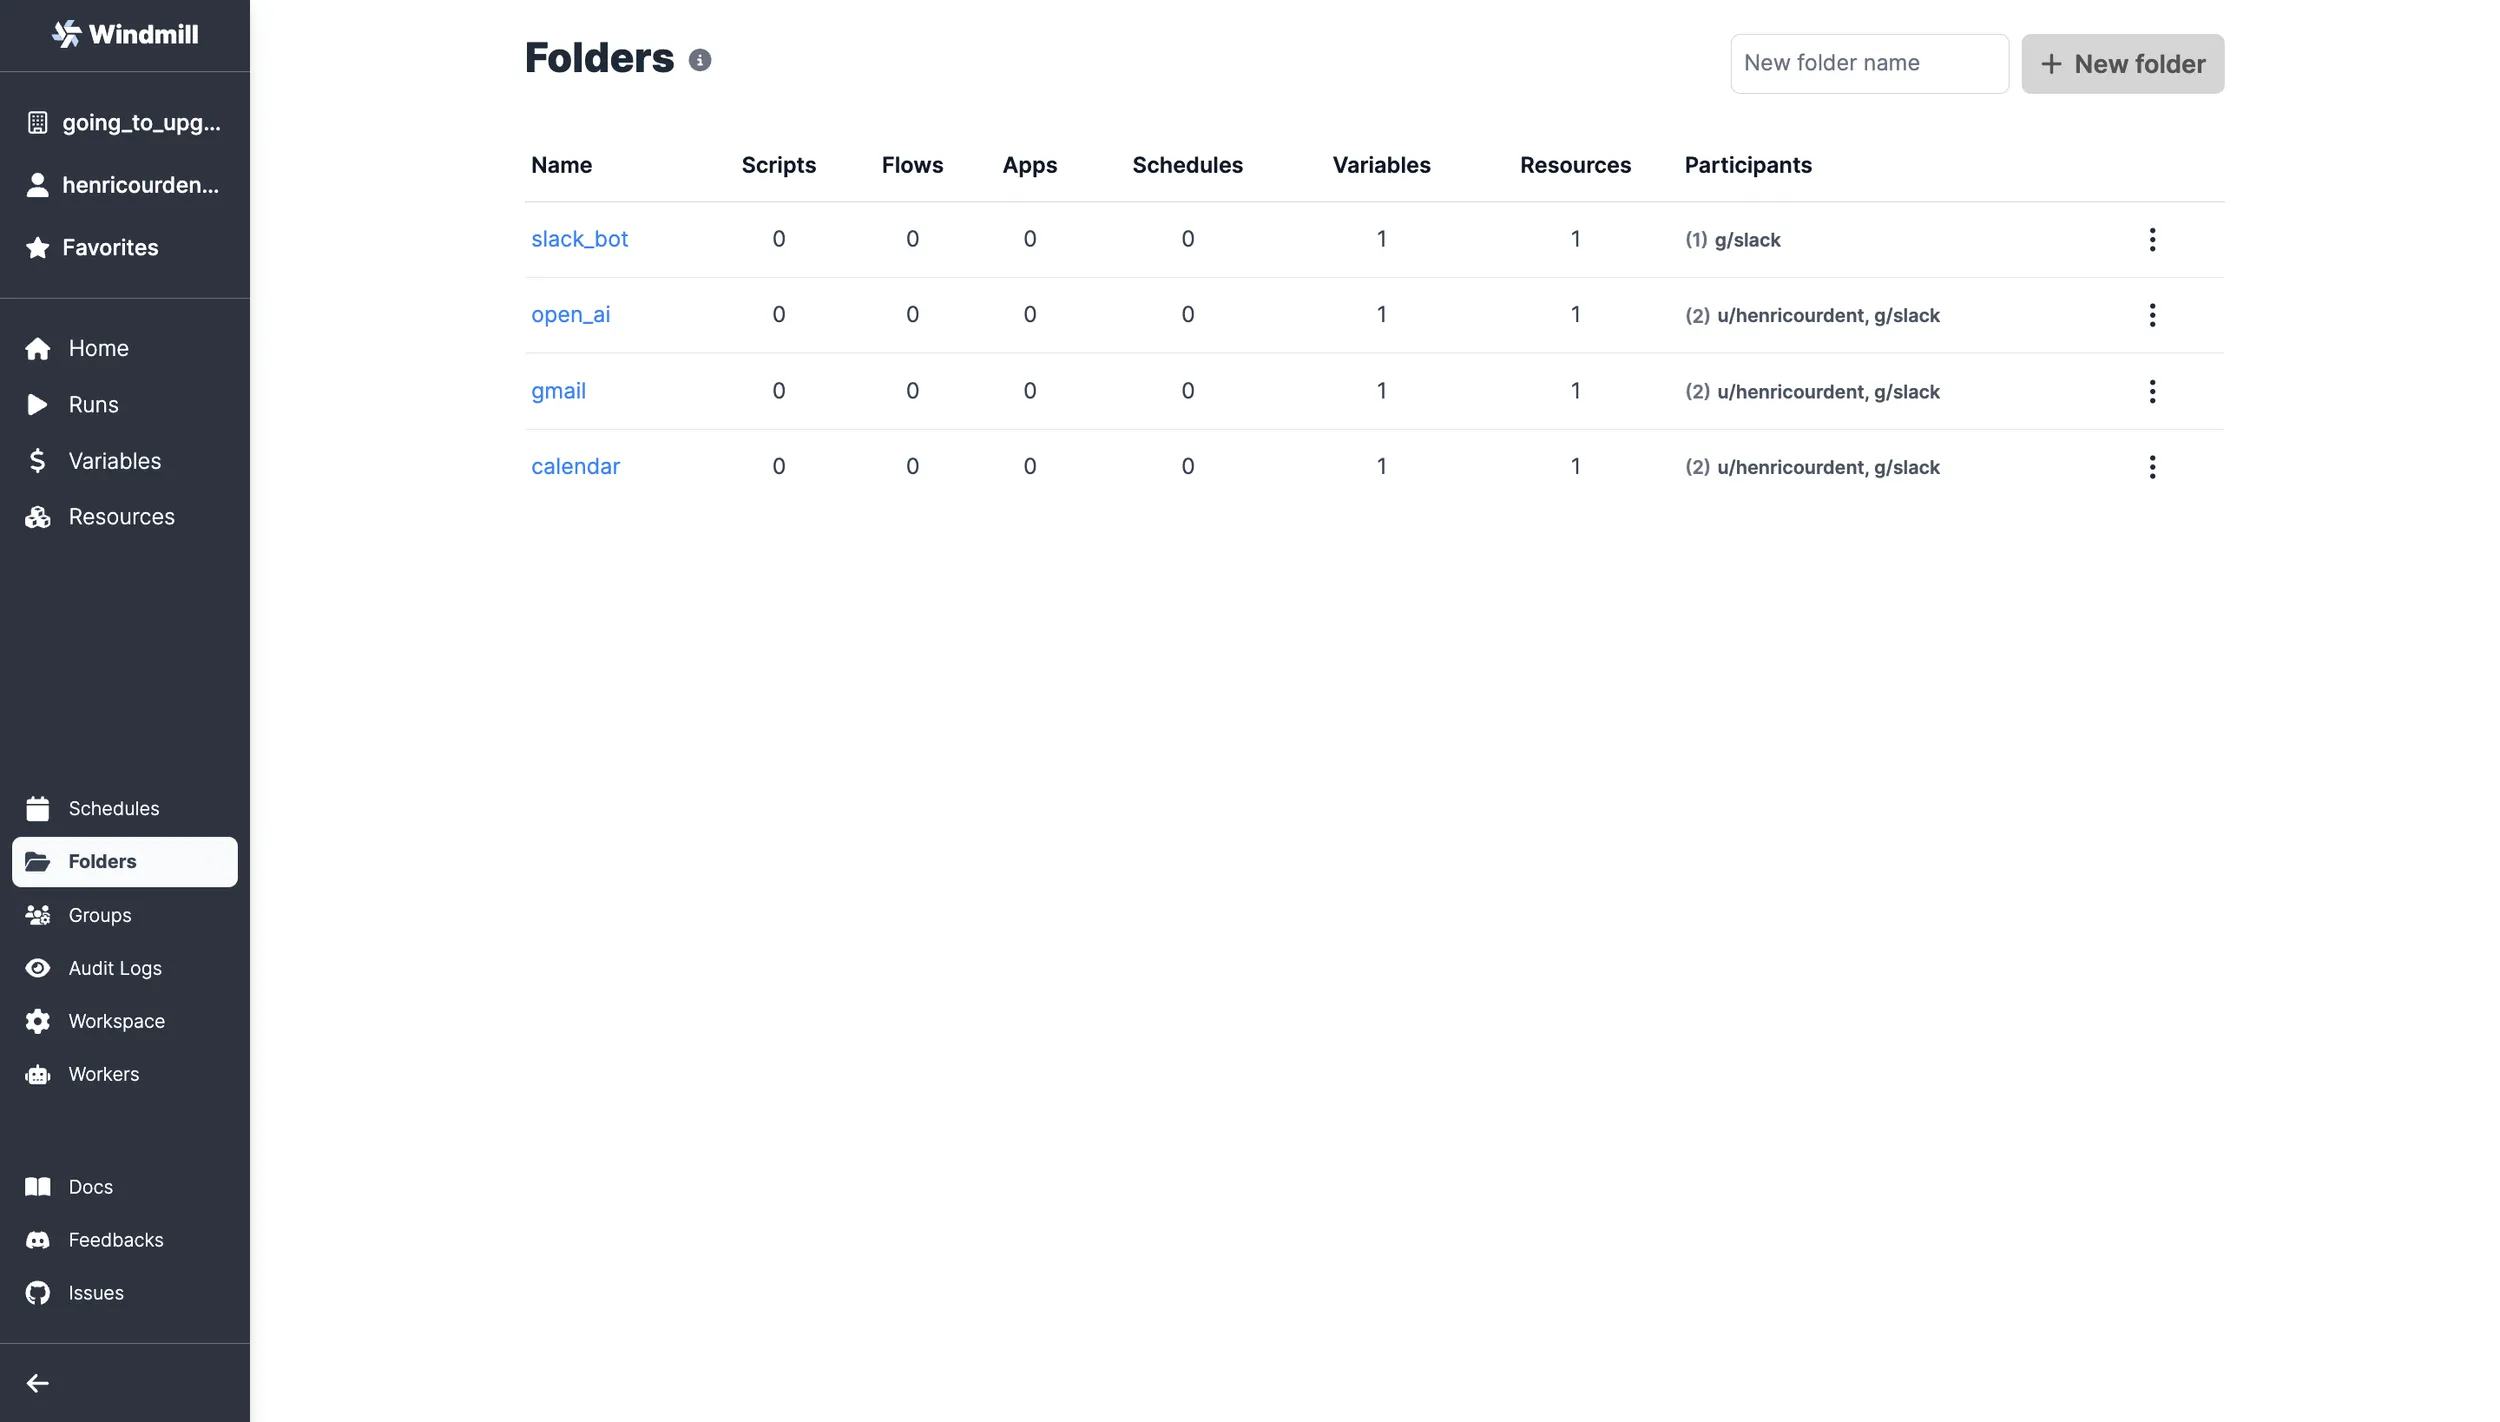 Windmill
going_to_upg...
henricourden...
Favorites
Home
Runs
Variables
Resources
Schedules
Folders
Groups
Audit Logs
Workspace
Workers
Docs
Feedbacks
Issues
Folders
New folder name
New folder
Name Scripts Flows Apps Schedules Variables Resources Participants
slack_bot 0 0 0 0 1 1 (1) g/slack
open_ai 0 0 0 0 1 1 (2) u/henricourdent, g/slack
gmail 0 0 0 0 1 1 (2) u/henricourdent, g/slack
calendar 0 0 0 0 1 1 (2) u/henricourdent, g/slack